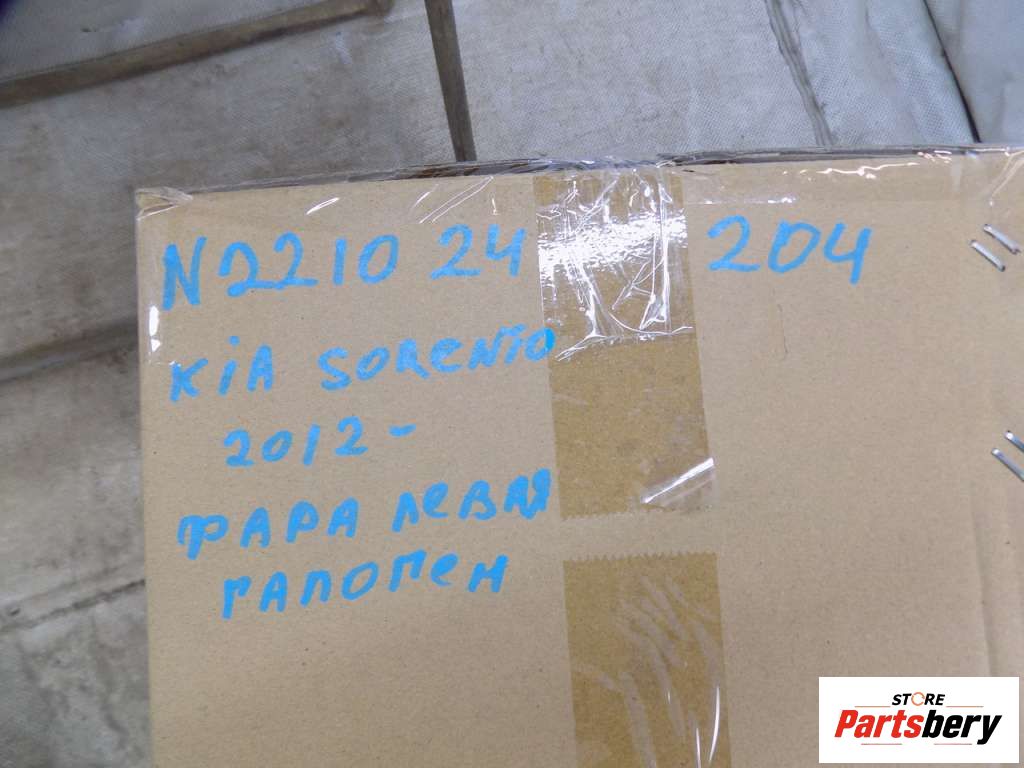 N2210 24 204
KIA SORENTO
2012-
ФАРА ЛЕВАЯ
ГАЛОГЕН
STORE
Partsbery